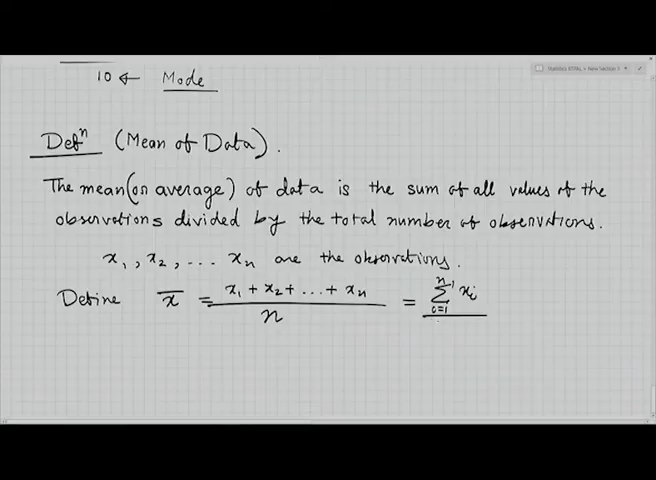 10 ← Mode
Defⁿ (Mean of Data).
The mean (or average) of data is the sum of all values of the
observations divided by the total number of observations.
x₁, x₂, ... xₙ are the observations.
Define x̄ = (x₁ + x₂ + ... + xₙ) / n = ∑ᵢ₌₁ⁿ xᵢ